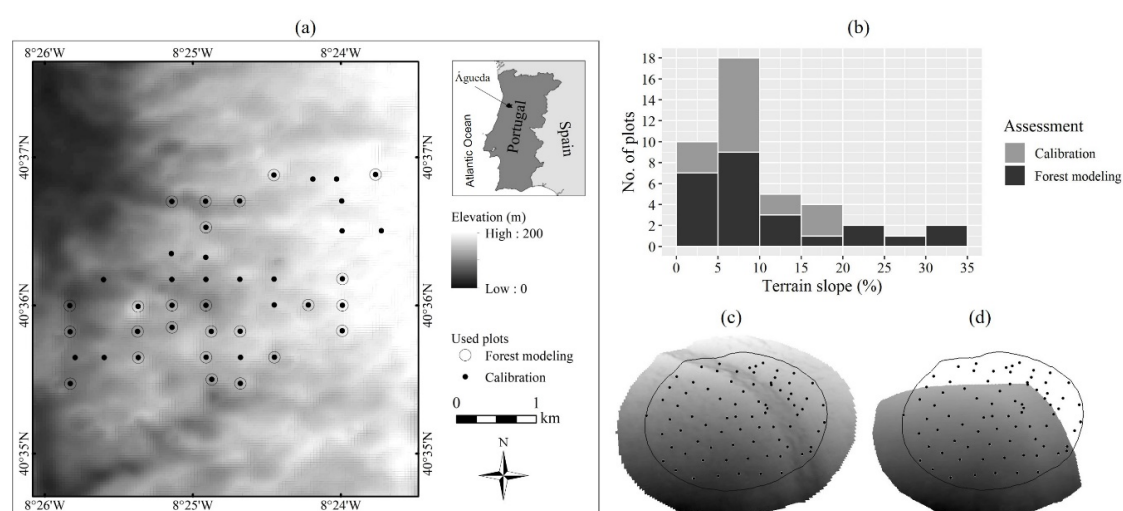 (a)
8°26'W
8°25'W
8°24'W
40°37'N
40°36'N
40°35'N
40°37'N
40°36'N
40°35'N
8°26'W
8°25'W
8°24'W
Águeda
Atlantic Ocean
Portugal
Spain
Elevation (m)
High : 200
Low : 0
Used plots
Forest modeling
Calibration
0 1
km
N
(b)
No. of plots
18
16
14
12
10
8
6
4
2
0
0 5 10 15 20 25 30 35
Terrain slope (%)
Assessment
Calibration
Forest modeling
(c)
(d)